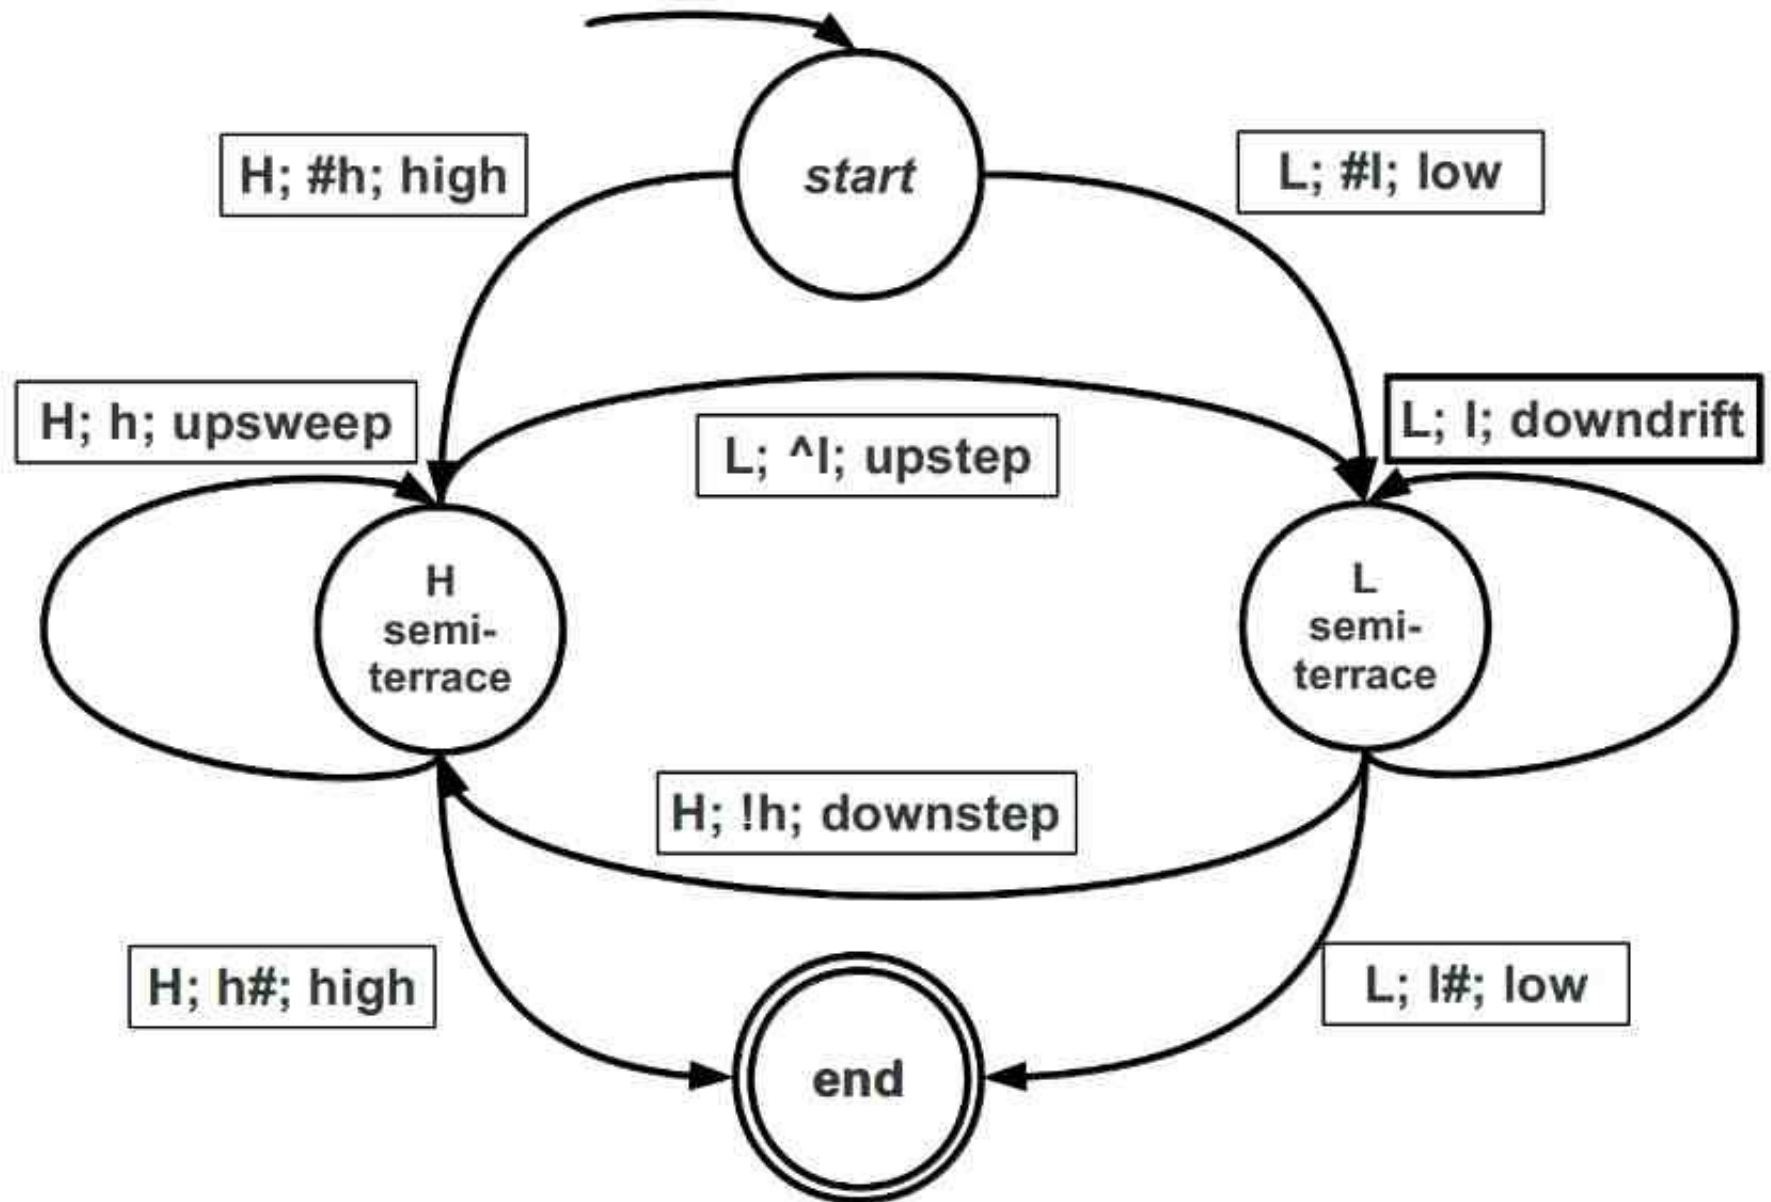 start
H; #h; high
L; #l; low
H; h; upsweep
L; ^l; upstep
L; l; downdrift
H
semi-
terrace
L
semi-
terrace
H; !h; downstep
H; h#; high
L; l#; low
end